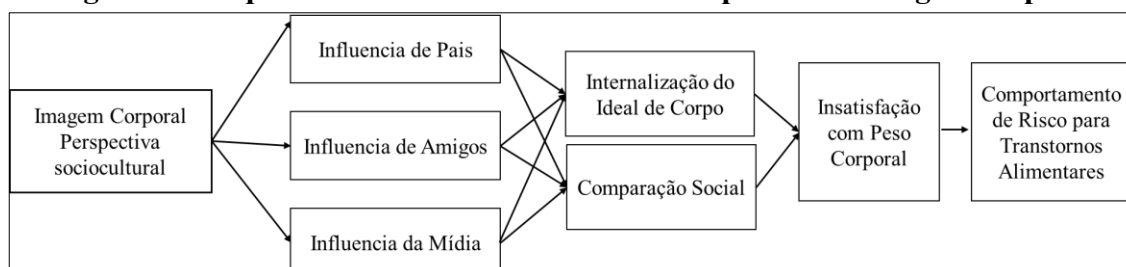 Imagem Corporal
Perspectiva
sociocultural
Influencia de Pais
Influencia de Amigos
Influencia da Mídia
Internalização do
Ideal de Corpo
Comparação Social
Insatisfação
com Peso
Corporal
Comportamento
de Risco para
Transtornos
Alimentares